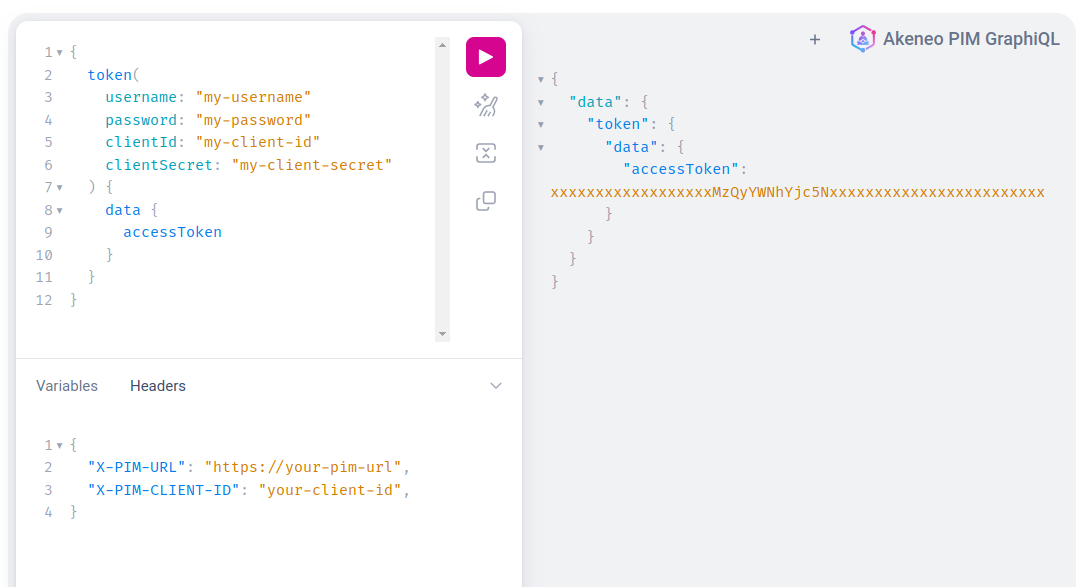 1 {
2 token(
3 username: "my-username"
4 password: "my-password"
5 clientId: "my-client-id"
6 clientSecret: "my-client-secret"
7 ) {
8 data {
9 accessToken
10 }
11 }
12 }
Variables Headers
1 {
2 "X-PIM-URL": "https://your-pim-url",
3 "X-PIM-CLIENT-ID": "your-client-id",
4 }
+ Akeneo PIM GraphiQL
{
"data": {
"token": {
"data": {
"accessToken":
xxxxxxxxxxxxxxxxxxMzQyYWNhYjc5Nxxxxxxxxxxxxxxxxxxxxxxxx
}
}
}
}